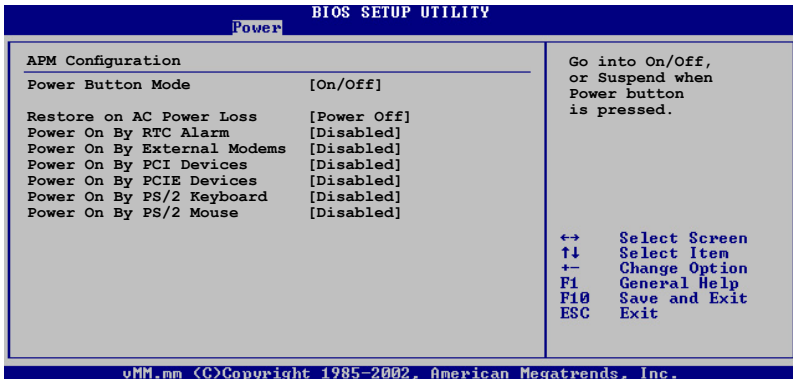 BIOS SETUP UTILITY
Power
APM Configuration
Power Button Mode [On/Off]
Restore on AC Power Loss [Power Off]
Power On By RTC Alarm [Disabled]
Power On By External Modems [Disabled]
Power On By PCI Devices [Disabled]
Power On By PCIE Devices [Disabled]
Power On By PS/2 Keyboard [Disabled]
Power On By PS/2 Mouse [Disabled]
Go into On/Off,
or Suspend when
Power button
is pressed.
←→ Select Screen
↑↓ Select Item
+- Change Option
F1 General Help
F10 Save and Exit
ESC Exit
vMM.mm (C)Copyright 1985-2002, American Megatrends, Inc.